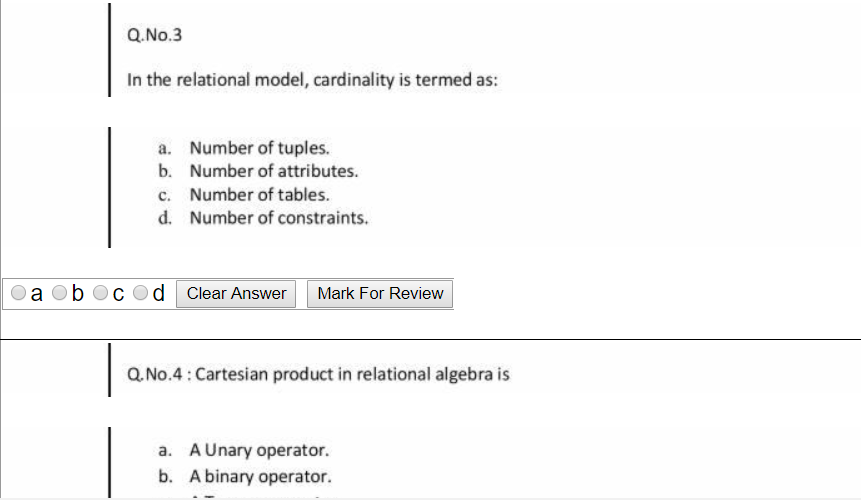 Q.No.3
In the relational model, cardinality is termed as:
a. Number of tuples.
b. Number of attributes.
c. Number of tables.
d. Number of constraints.
a b c d Clear Answer Mark For Review
Q.No.4 : Cartesian product in relational algebra is
a. A Unary operator.
b. A binary operator.